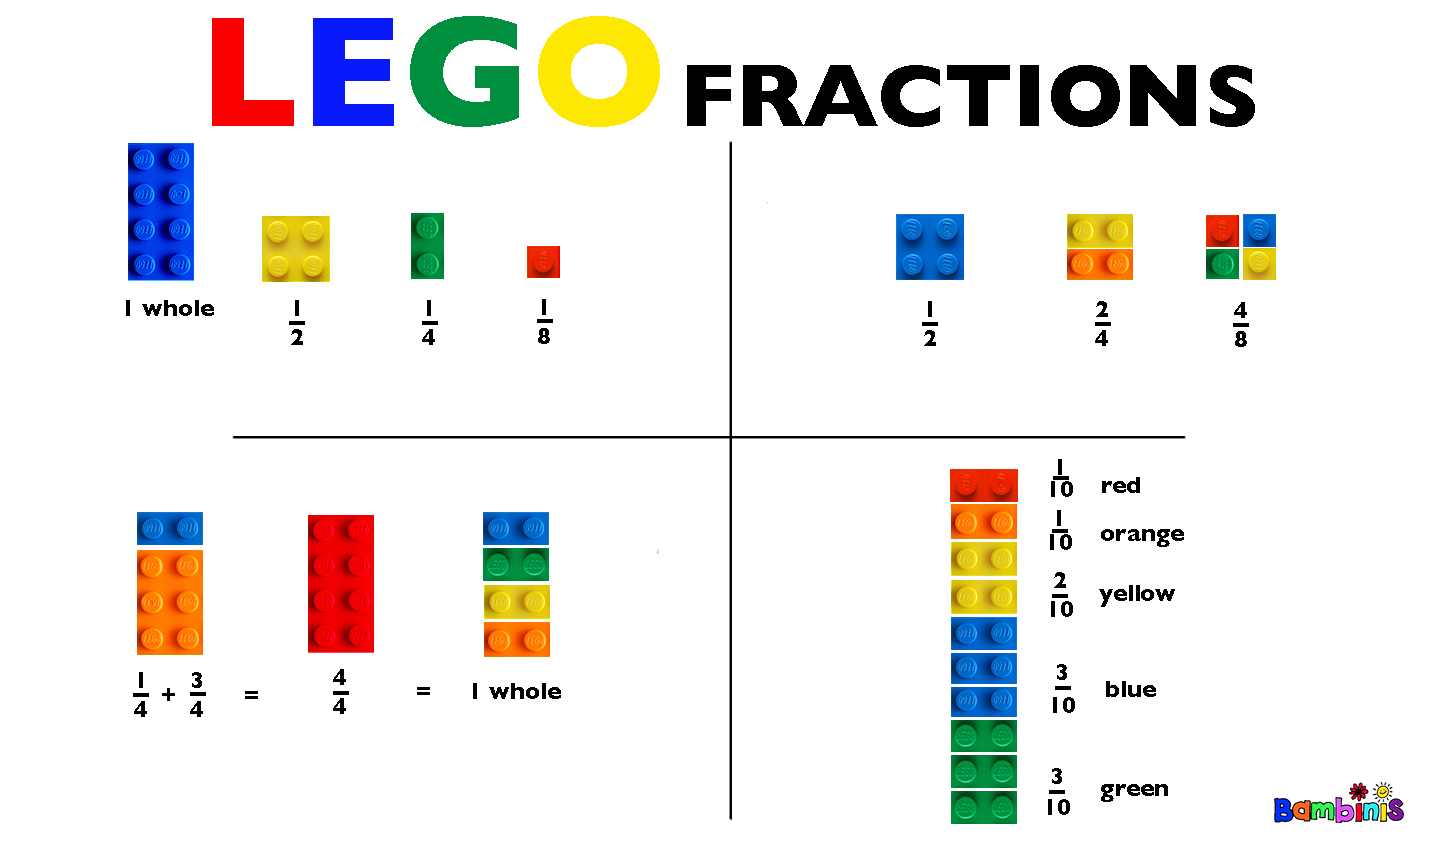 LEGO FRACTIONS
1 whole
1/2
1/4
1/8
1/2
2/4
4/8
1/4 + 3/4 = 4/4 = 1 whole
1/10 red
1/10 orange
2/10 yellow
3/10 blue
3/10 green
Bambinis